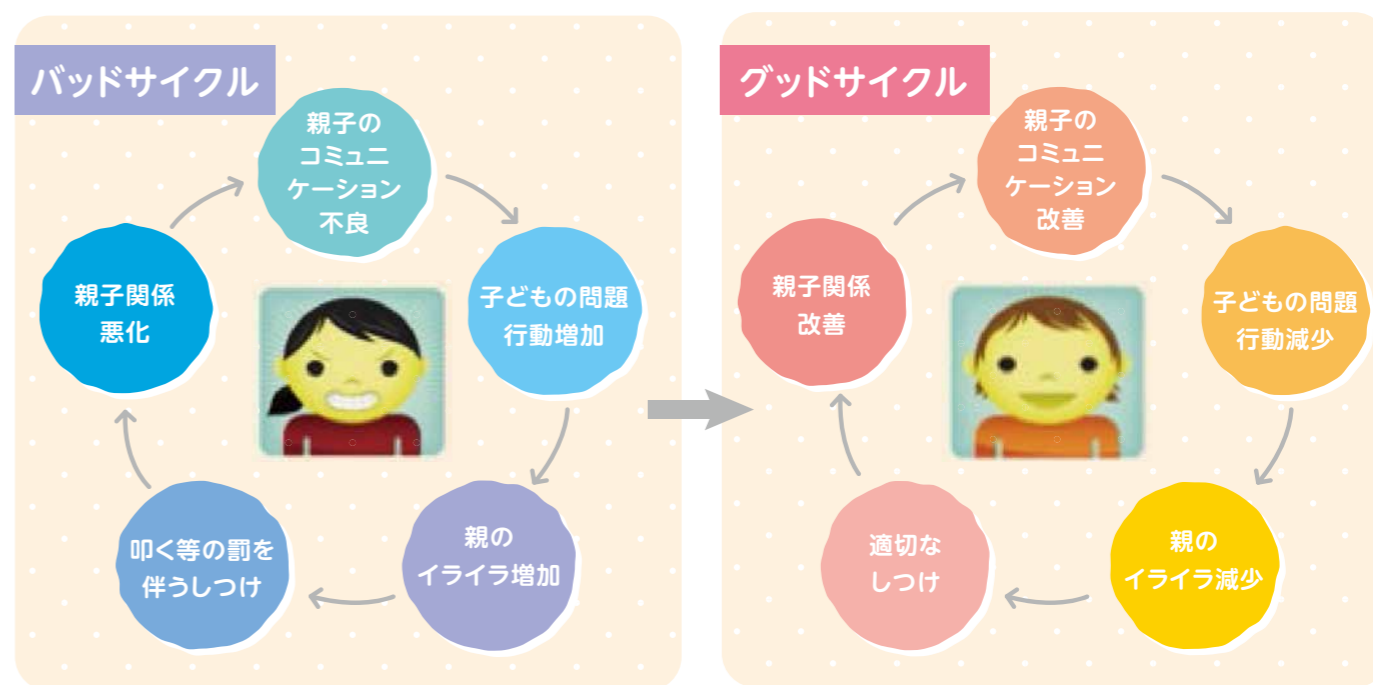 バッドサイクル
親子の
コミュニ
ケーション
不良
子どもの問題
行動増加
親の
イライラ増加
叩く等の罰を
伴うしつけ
親子関係
悪化
グッドサイクル
親子の
コミュニ
ケーション
改善
子どもの問題
行動減少
親の
イライラ減少
適切な
しつけ
親子関係
改善